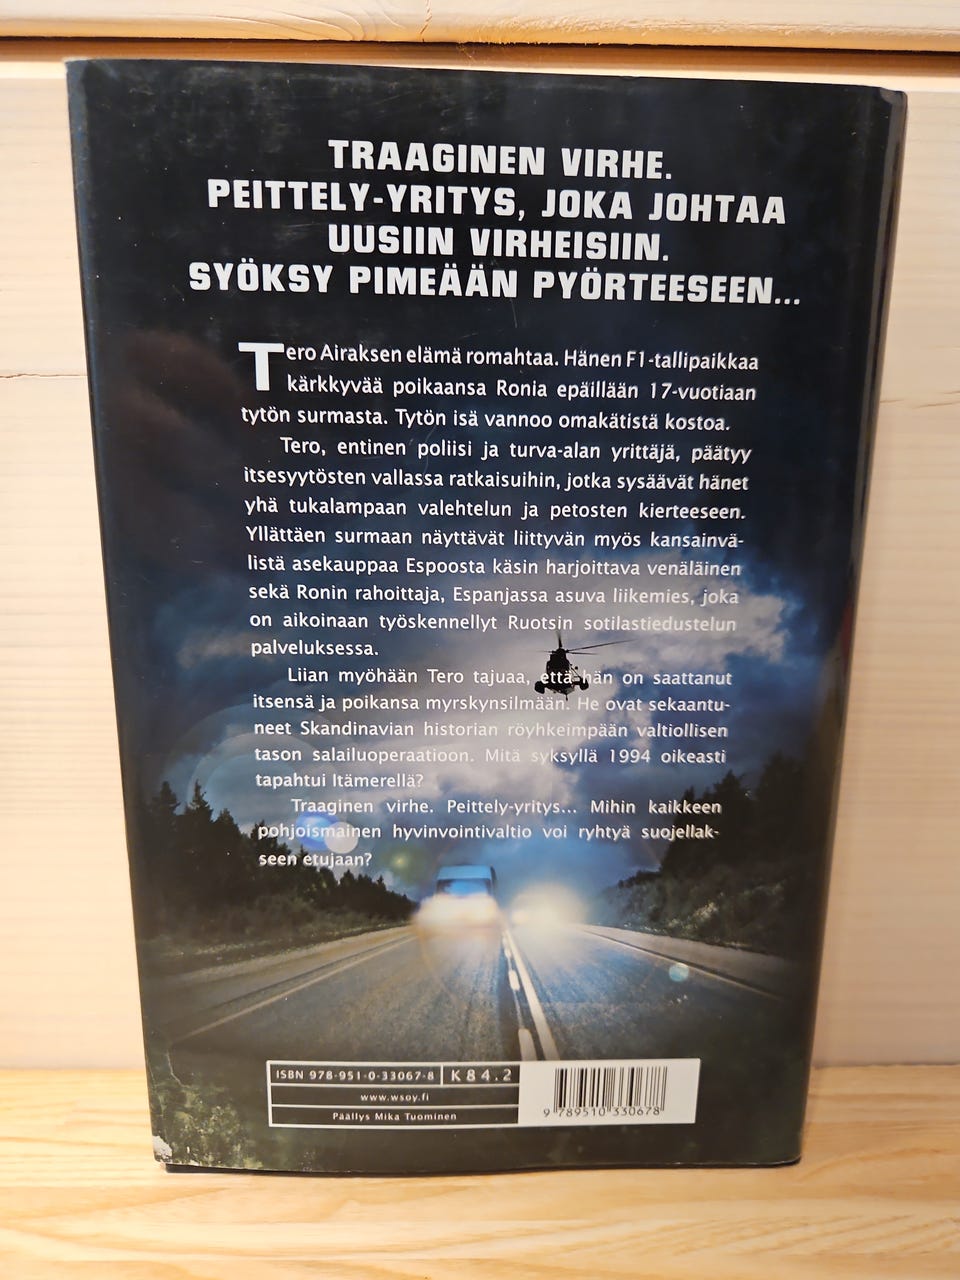 TRAAGINEN VIRHE.
PEITTELY-YRITYS, JOKA JOHTAA
UUSIIN VIRHEISIIN.
SYÖKSY PIMEÄÄN PYÖRTEESEEN...
Tero Airaksen elämä romahtaa. Hänen F1-tallipaikkaa
kärkkyvää poikaansa Ronia epäillään 17-vuotiaan
tytön surmasta. Tytön isä vannoo omakätistä kostoa.
Tero, entinen poliisi ja turva-alan yrittäjä, päätyy
itsesyytösten vallassa ratkaisuihin, jotka sysäävät hänet
yhä tukalampaan valehtelun ja petosten kierteeseen.
Yllättäen surmaan näyttävät liittyvän myös kansainvä-
listä asekauppaa Espoosta käsin harjoittava venäläinen
sekä Ronin rahoittaja, Espanjassa asuva liikemies, joka
on aikoinaan työskennellyt Ruotsin sotilastiedustelun
palveluksessa.
Liian myöhään Tero tajuaa, että hän on saattanut
itsensä ja poikansa myrskynsilmään. He ovat sekaantu-
neet Skandinavian historian röyhkeimpään valtiollisen
tason salailuoperaatioon. Mitä syksyllä 1994 oikeasti
tapahtui Itämerellä?
Traaginen virhe. Peittely-yritys... Mihin kaikkeen
pohjoismainen hyvinvointivaltio voi ryhtyä suojellak-
seen etujaan?
ISBN 978-951-0-33067-8 K84.2
www.wsoy.fi
Päällys Mika Tuominen
9 789510 330678